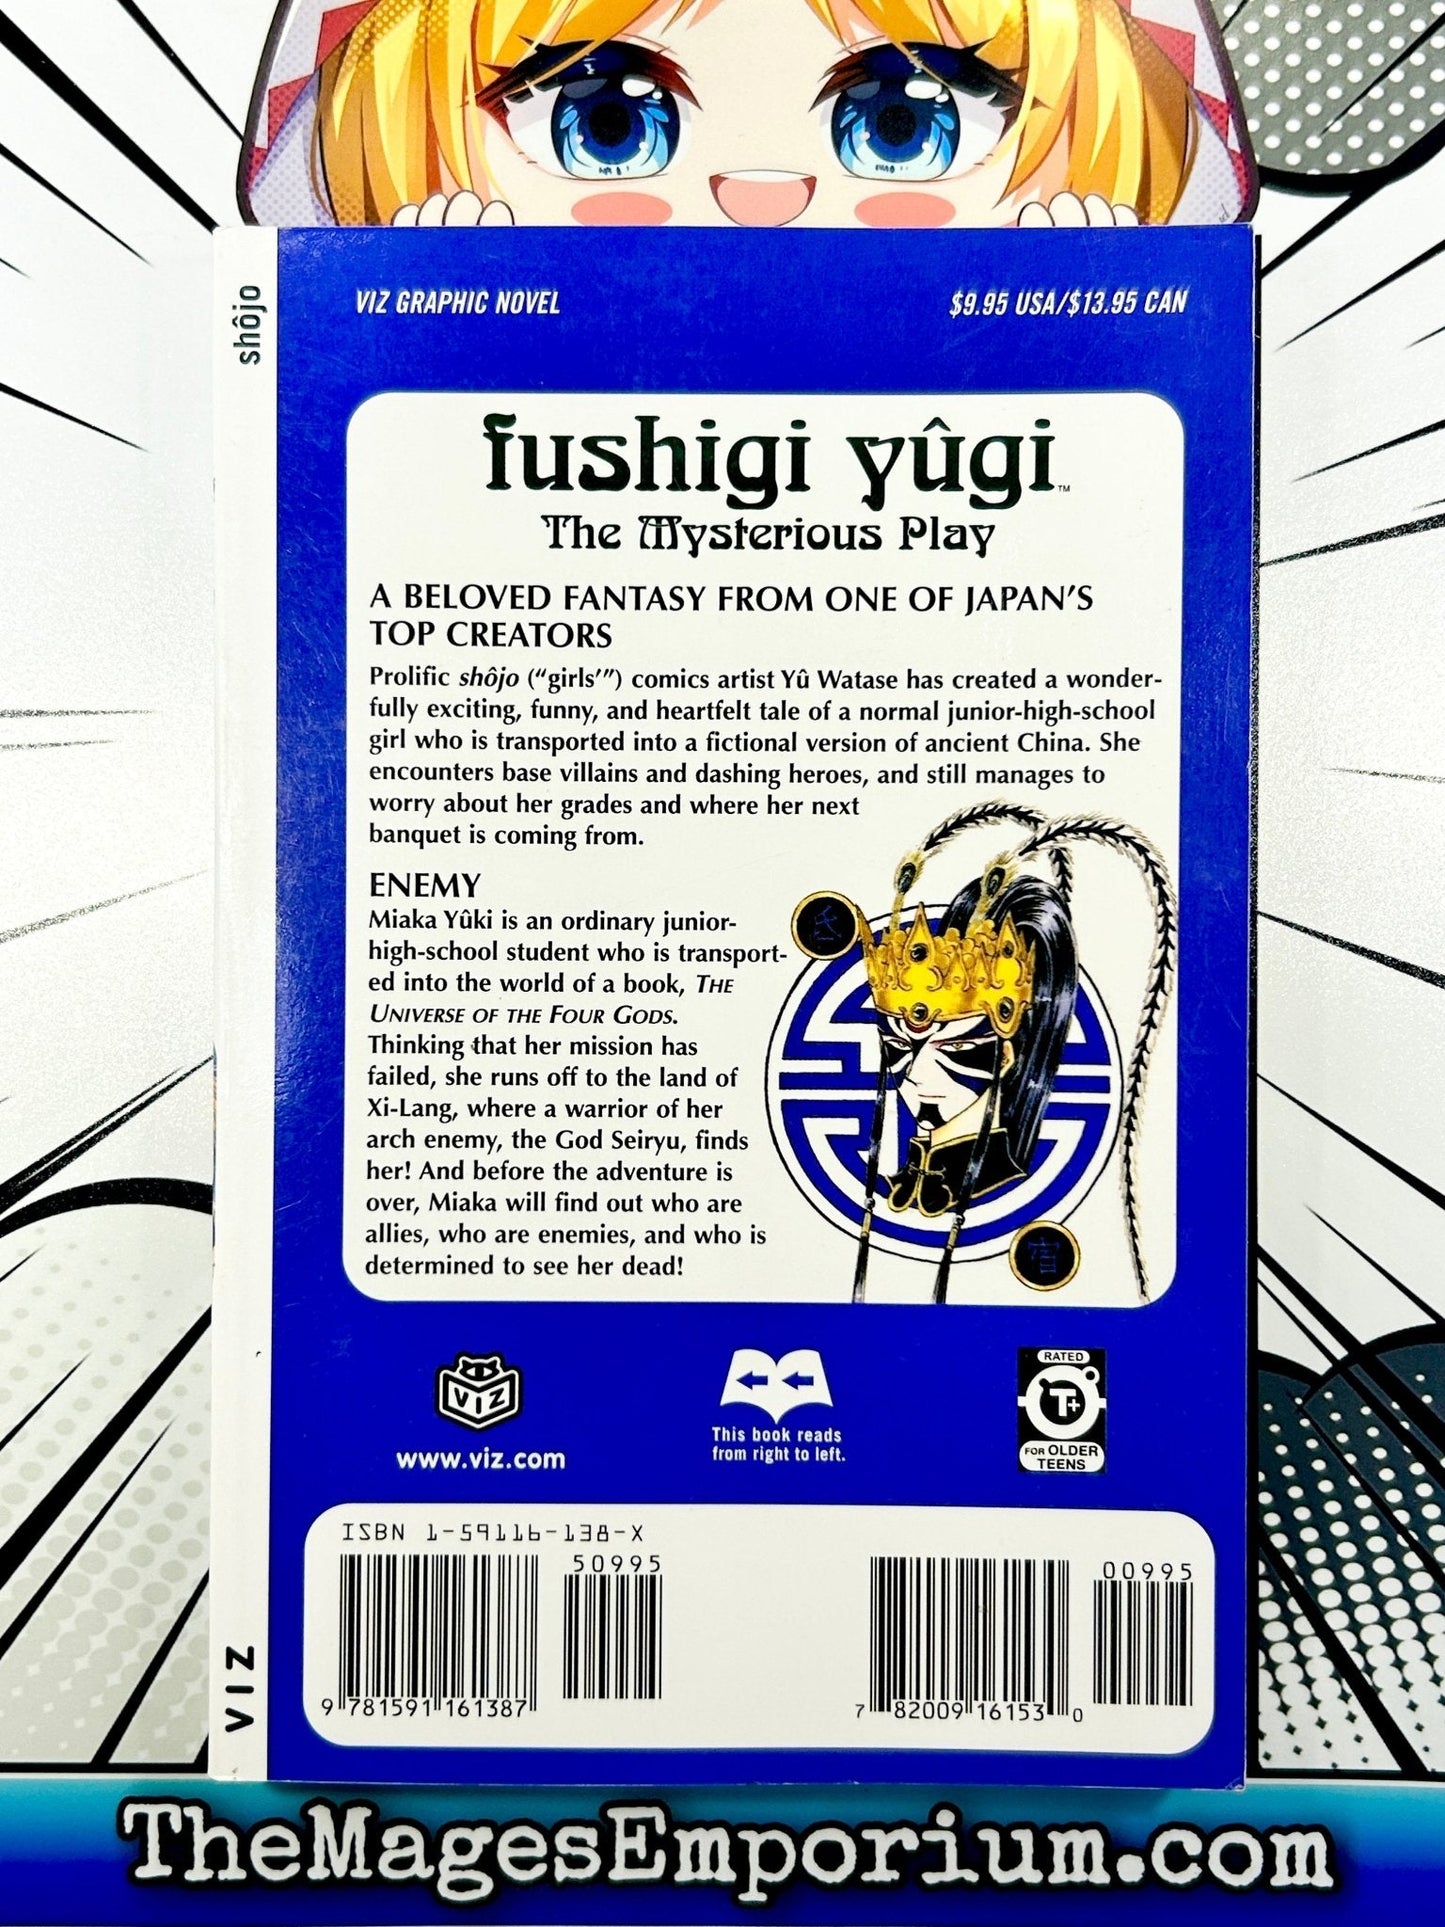 shôjo
VIZ GRAPHIC NOVEL
$9.95 USA/$13.95 CAN
fushigi yûgi™
The Mysterious Play
A BELOVED FANTASY FROM ONE OF JAPAN'S
TOP CREATORS
Prolific shôjo (“girls'”) comics artist Yû Watase has created a wonder-
fully exciting, funny, and heartfelt tale of a normal junior-high-school
girl who is transported into a fictional version of ancient China. She
encounters base villains and dashing heroes, and still manages to
worry about her grades and where her next
banquet is coming from.
ENEMY
Miaka Yûki is an ordinary junior-
high-school student who is transport-
ed into the world of a book, THE
UNIVERSE OF THE FOUR GODS.
Thinking that her mission has
failed, she runs off to the land of
Xi-Lang, where a warrior of her
arch enemy, the God Seiryu, finds
her! And before the adventure is
over, Miaka will find out who are
allies, who are enemies, and who is
determined to see her dead!
氐
宿
VIZ
www.viz.com
This book reads
from right to left.
RATED
T+
FOR OLDER
TEENS
ISBN 1-59116-138-X
50995
9 781591 161387
00995
7 82009 16153 0
VIZ
TheMagesEmporium.com